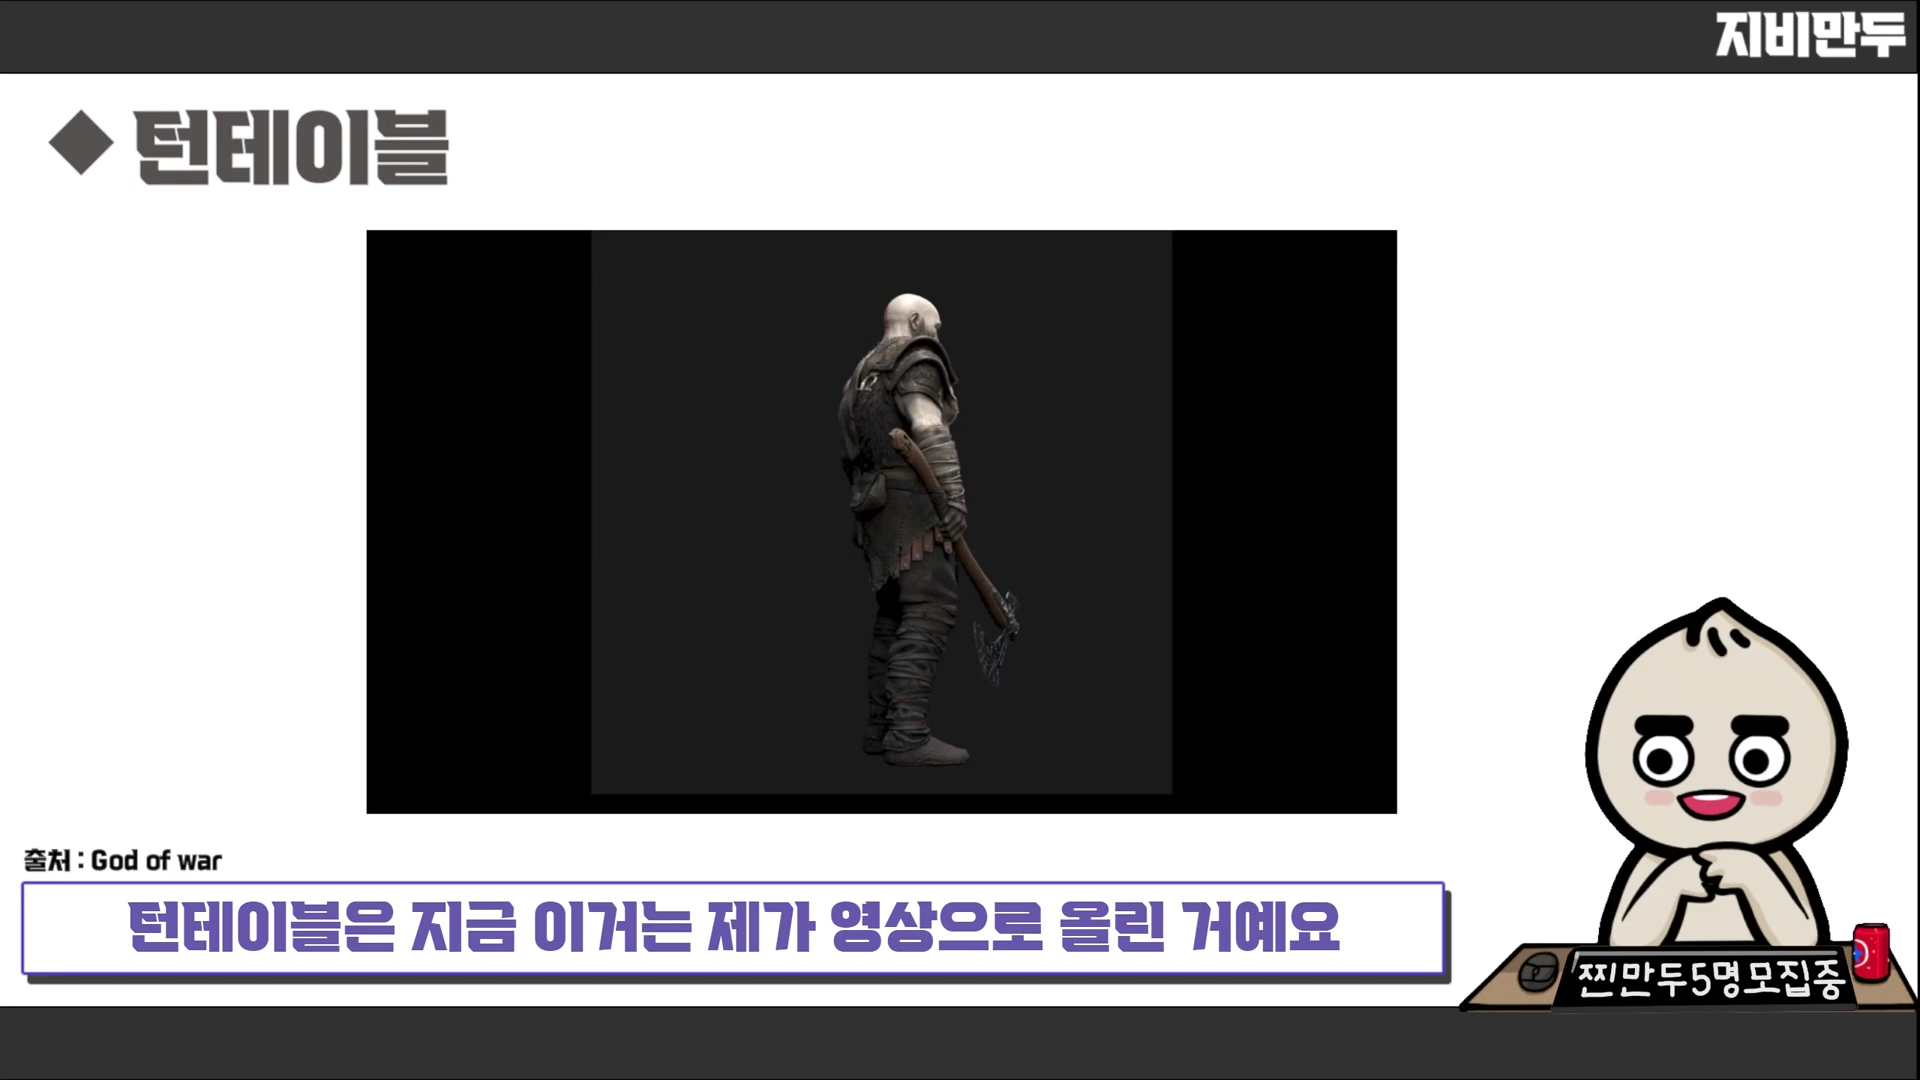 지비만두
◆ 턴테이블
출처 : God of war
턴테이블은 지금 이거는 제가 영상으로 올린 거예요
찐만두5명모집중